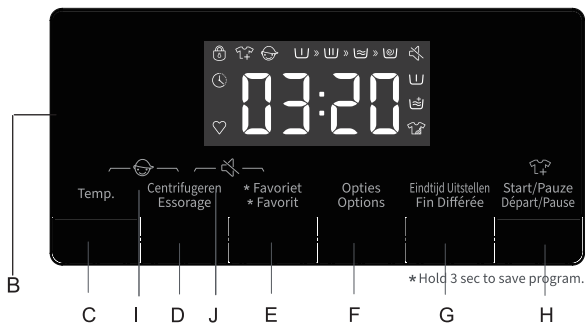 03:20
Temp.
Centrifugeren
Essorage
* Favoriet
* Favorit
Opties
Options
Eindtijd Uitstellen
Fin Différée
Start/Pauze
Départ/Pause
*Hold 3 sec to save program.
B
C I D J E F G H